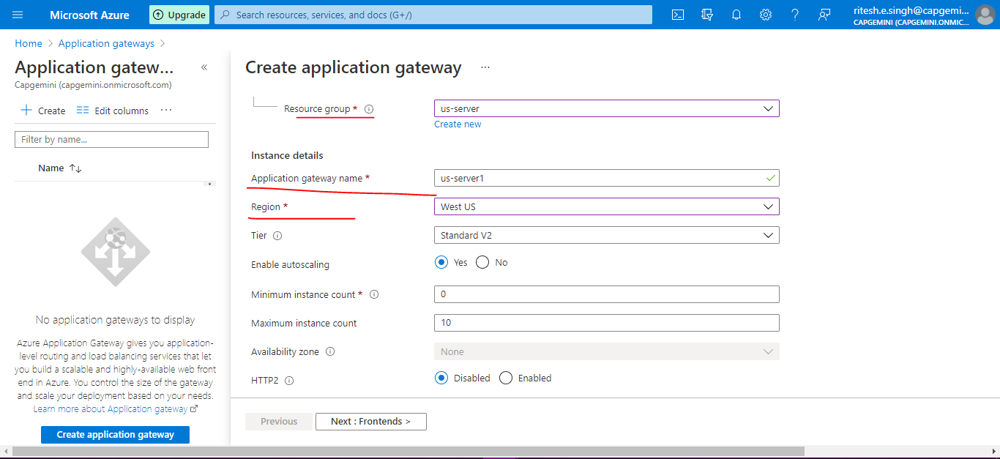 Microsoft Azure
Upgrade
Search resources, services, and docs (G+/)
ritesh.e.singh@capgemi...
CAPGEMINI (CAPGEMINI.ONMIC...
Home > Application gateways >
Application gatew...
«
Capgemini (capgemini.onmicrosoft.com)
+ Create
Edit columns
...
Filter by name...
Name ↑↓
No application gateways to display
Azure Application Gateway gives you application-
level routing and load balancing services that let
you build a scalable and highly-available web front
end in Azure. You control the size of the gateway
and scale your deployment based on your needs.
Learn more about Application gateway
Create application gateway
Create application gateway
...
Resource group *
us-server
Create new
Instance details
Application gateway name *
us-server1
Region *
West US
Tier
Standard V2
Enable autoscaling
Yes
No
Minimum instance count *
0
Maximum instance count
10
Availability zone
None
HTTP2
Disabled
Enabled
Previous
Next : Frontends >